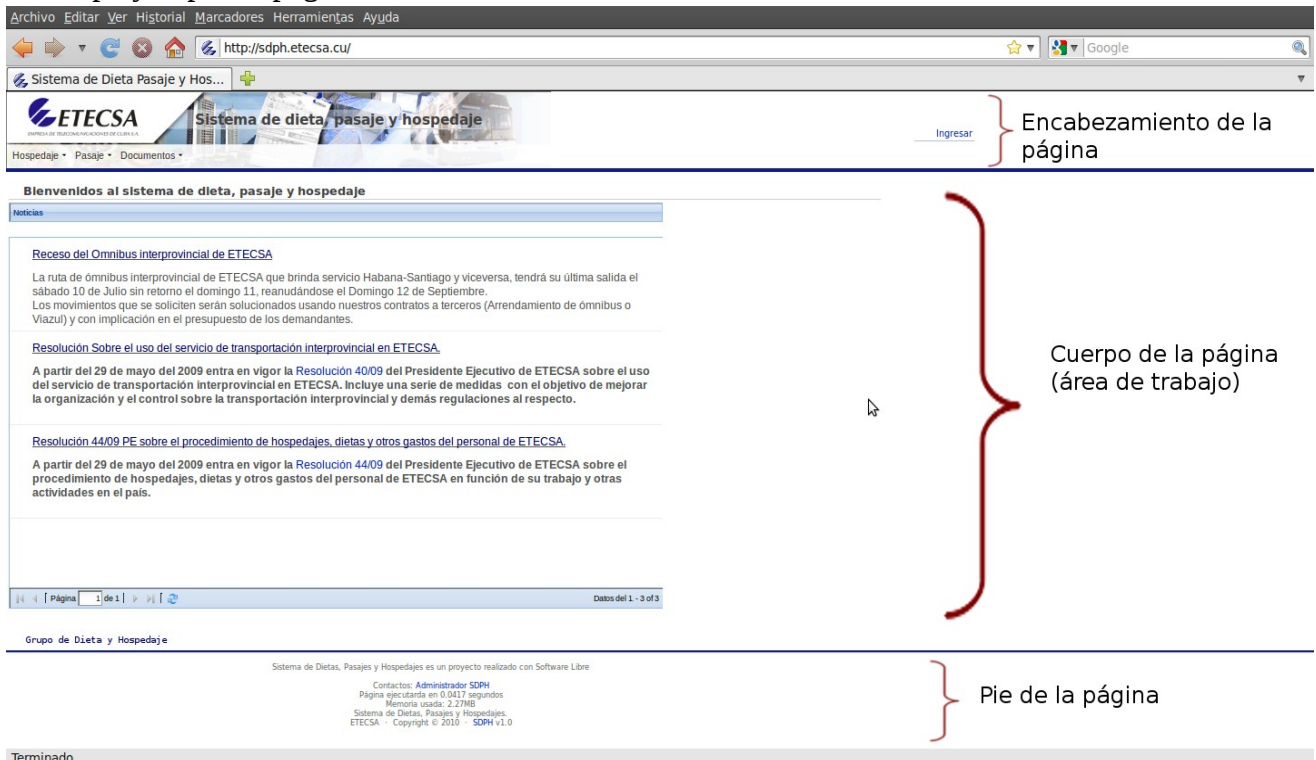 Archivo Editar Ver Historial Marcadores Herramientas Ayuda
http://sdph.etecsa.cu/
Google
Sistema de Dieta Pasaje y Hos...
ETECSA
EMPRESA DE TELECOMUNICACIONES DE CUBA S.A.
Sistema de dieta, pasaje y hospedaje
Ingresar
Encabezamiento de la
página
Hospedaje Pasaje Documentos
Bienvenidos al sistema de dieta, pasaje y hospedaje
Noticias
Receso del Omnibus interprovincial de ETECSA
La ruta de ómnibus interprovincial de ETECSA que brinda servicio Habana-Santiago y viceversa, tendrá su última salida el
sábado 10 de Julio sin retorno el domingo 11, reanudándose el Domingo 12 de Septiembre.
Los movimientos que se soliciten serán solucionados usando nuestros contratos a terceros (Arrendamiento de ómnibus o
Viazul) y con implicación en el presupuesto de los demandantes.
Resolución Sobre el uso del servicio de transportación interprovincial en ETECSA.
A partir del 29 de mayo del 2009 entra en vigor la Resolución 40/09 del Presidente Ejecutivo de ETECSA sobre el uso
del servicio de transportación interprovincial en ETECSA. Incluye una serie de medidas con el objetivo de mejorar
la organización y el control sobre la transportación interprovincial y demás regulaciones al respecto.
Cuerpo de la página
(área de trabajo)
Resolución 44/09 PE sobre el procedimiento de hospedajes, dietas y otros gastos del personal de ETECSA.
A partir del 29 de mayo del 2009 entra en vigor la Resolución 44/09 del Presidente Ejecutivo de ETECSA sobre el
procedimiento de hospedajes, dietas y otros gastos del personal de ETECSA en función de su trabajo y otras
actividades en el país.
Página 1 de 1
Datos del 1 - 3 of 3
Grupo de Dieta y Hospedaje
Sistema de Dietas, Pasajes y Hospedajes es un proyecto realizado con Software Libre
Contactos: Administrador SDPH
Página ejecutarda en 0.0417 segundos
Memoria usada: 2.27MB
Sistema de Dietas, Pasajes y Hospedajes.
ETECSA · Copyright © 2010 · SDPH v1.0
Pie de la página
Terminado